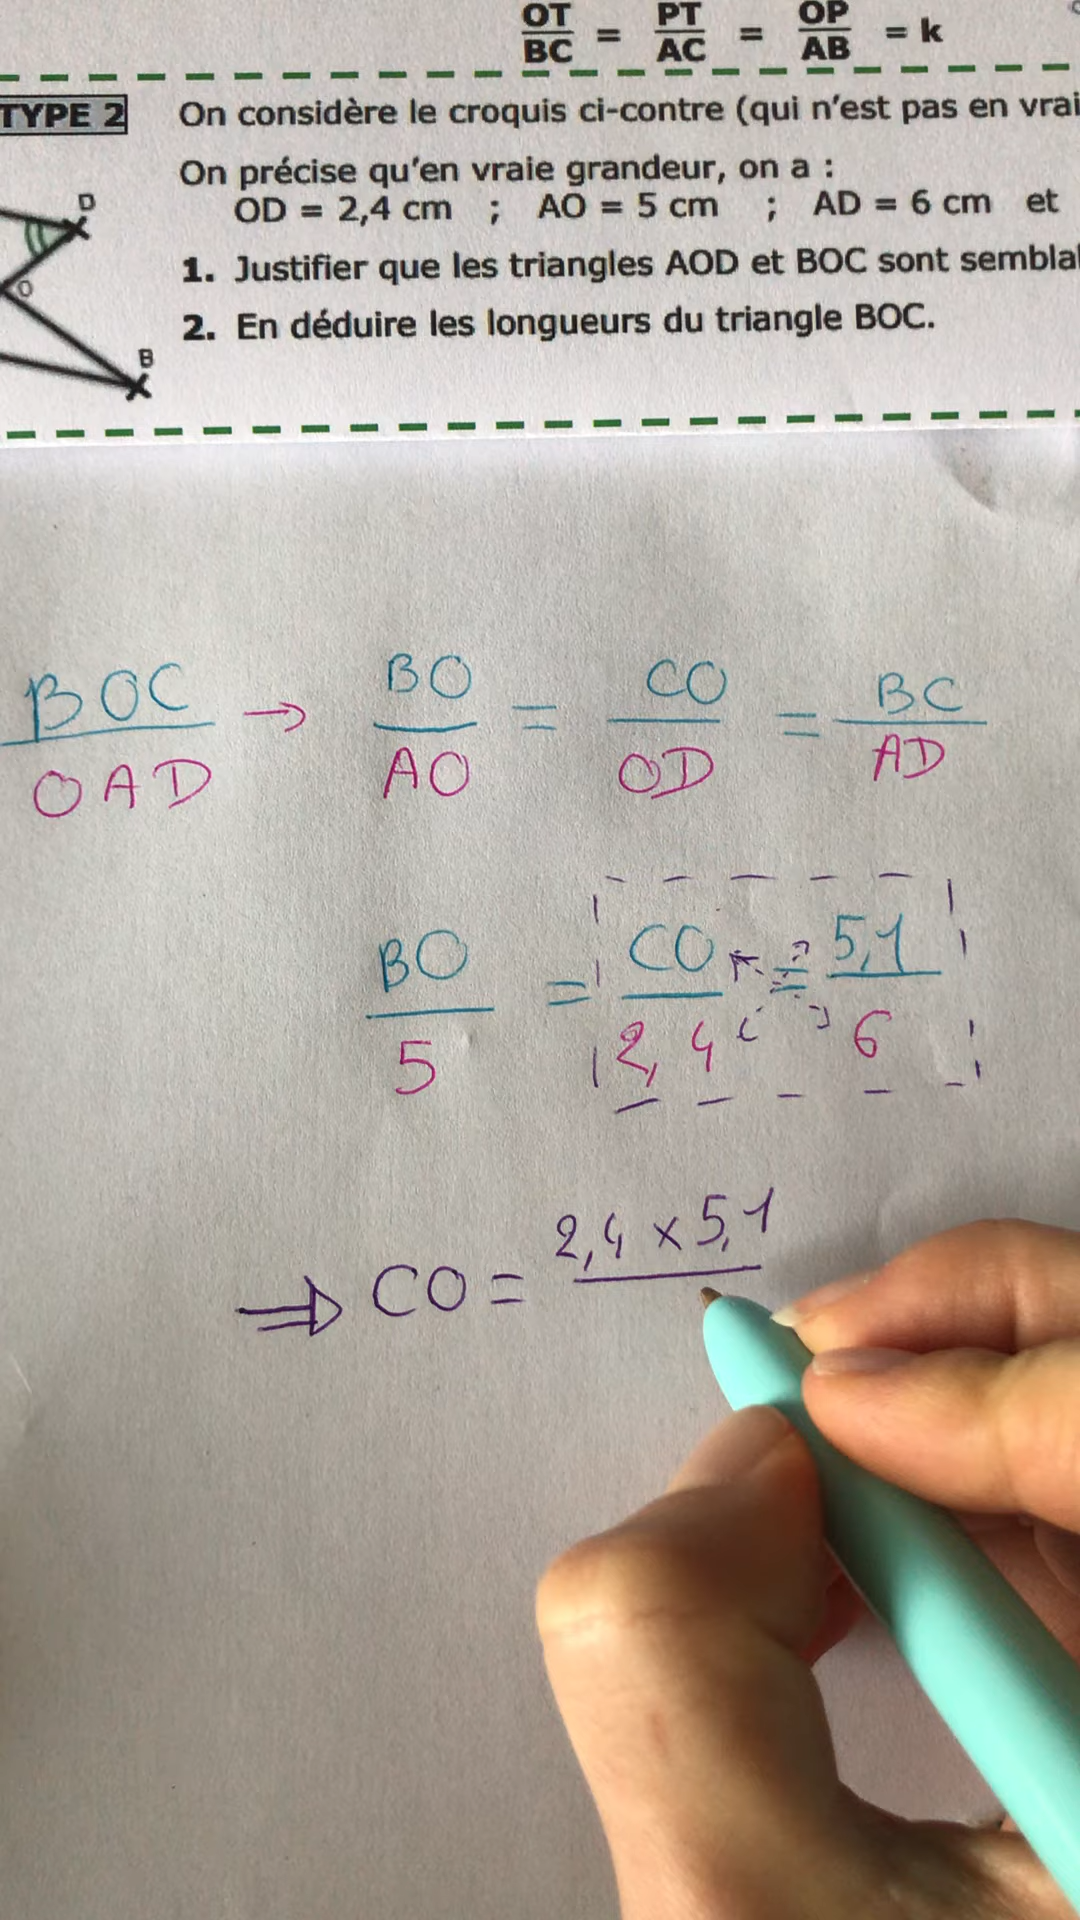 OT/BC = PT/AC = OP/AB = k
TYPE 2 On considère le croquis ci-contre (qui n'est pas en vrai
On précise qu'en vraie grandeur, on a :
OD = 2,4 cm ; AO = 5 cm ; AD = 6 cm et
1. Justifier que les triangles AOD et BOC sont sembla
2. En déduire les longueurs du triangle BOC.
D
O
B
BOC/OAD → BO/AO = CO/OD = BC/AD
BO/5 = CO/2,4 = 5,1/6
⇒ CO = 2,4 × 5,1